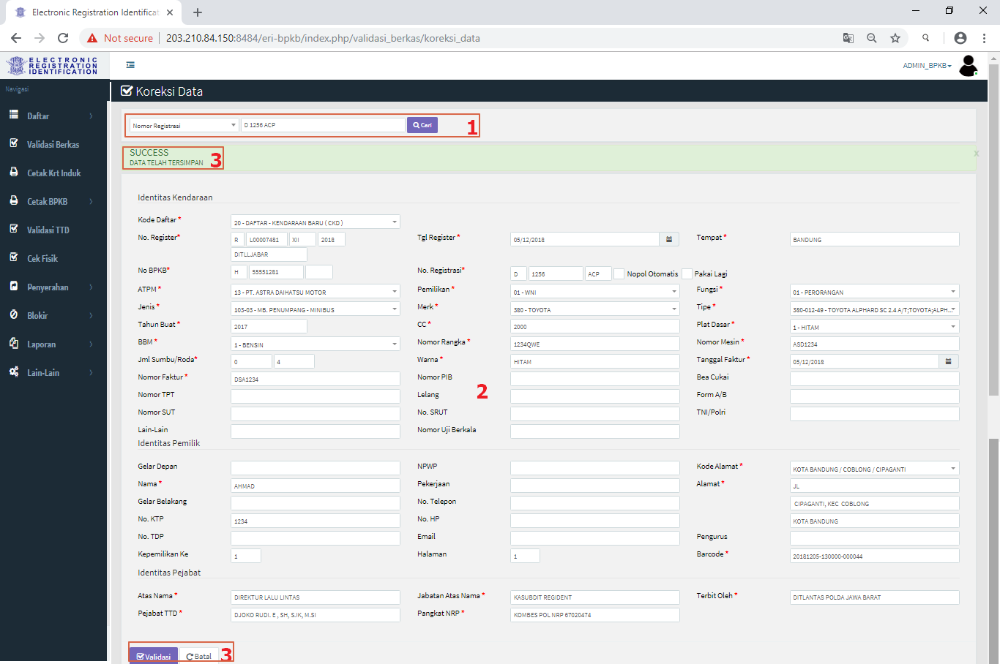 Electronic Registration Identificat
Not secure
203.210.84.150:8484/eri-bpkb/index.php/validasi_berkas/koreksi_data
ELECTRONIC
REGISTRATION
IDENTIFICATION
ADMIN_BPKB
Navigasi
Daftar
Validasi Berkas
Cetak Krt Induk
Cetak BPKB
Validasi TTD
Cek Fisik
Penyerahan
Blokir
Laporan
Lain-Lain
Koreksi Data
Nomor Registrasi D 1256 ACP Cari 1
SUCCESS
DATA TELAH TERSIMPAN 3 x
Identitas Kendaraan
Kode Daftar * 20 - DAFTAR - KENDARAAN BARU ( CKD )
No. Register* R L00007481 XII 2018 Tgl Register * 05/12/2018 Tempat * BANDUNG
DITLLJABAR
No BPKB* H 55551281 No. Registrasi* D 1256 ACP Nopol Otomatis Pakai Lagi
ATPM * 13 - PT. ASTRA DAIHATSU MOTOR Pemilikan * 01 - WNI Fungsi * 01 - PERORANGAN
Jenis * 103-03 - MB. PENUMPANG - MINIBUS Merk * 380 - TOYOTA Tipe * 380-012-49 - TOYOTA ALPHARD SC 2.4 A/T;TOYOTA;ALPH...
Tahun Buat * 2017 CC * 2000 Plat Dasar * 1 - HITAM
BBM * 1 - BENSIN Nomor Rangka * 1234QWE Nomor Mesin * ASD1234
Jml Sumbu/Roda* 0 4 Warna * HITAM Tanggal Faktur * 05/12/2018
Nomor Faktur * DSA1234 Nomor PIB Bea Cukai
Nomor TPT Lelang 2 Form A/B
Nomor SUT No. SRUT TNI/Polri
Lain-Lain Nomor Uji Berkala
Identitas Pemilik
Gelar Depan NPWP Kode Alamat * KOTA BANDUNG / COBLONG / CIPAGANTI
Nama * AHMAD Pekerjaan Alamat * JL
Gelar Belakang No. Telepon CIPAGANTI, KEC COBLONG
No. KTP 1234 No. HP KOTA BANDUNG
No. TDP Email Pengurus
Kepemilikan Ke 1 Halaman 1 Barcode * 20181205-130000-000044
Identitas Pejabat
Atas Nama * DIREKTUR LALU LINTAS Jabatan Atas Nama * KASUBDIT REGIDENT Terbit Oleh * DITLANTAS POLDA JAWA BARAT
Pejabat TTD * DJOKO RUDI. E , SH, S.IK, M.SI Pangkat NRP * KOMBES POL NRP 67020474
Validasi Batal 3